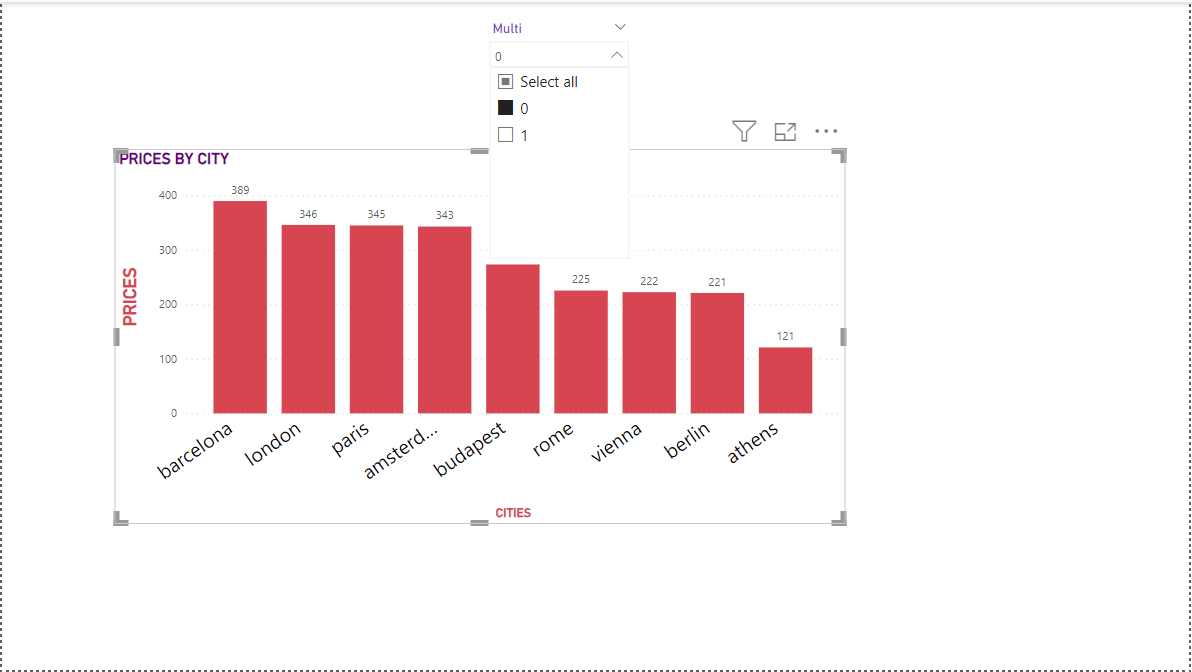 Multi
0
Select all
0
1
PRICES BY CITY
400
300
200
100
0
PRICES
389
346
345
343
225
222
221
121
barcelona
london
paris
amsterd...
budapest
rome
vienna
berlin
athens
CITIES